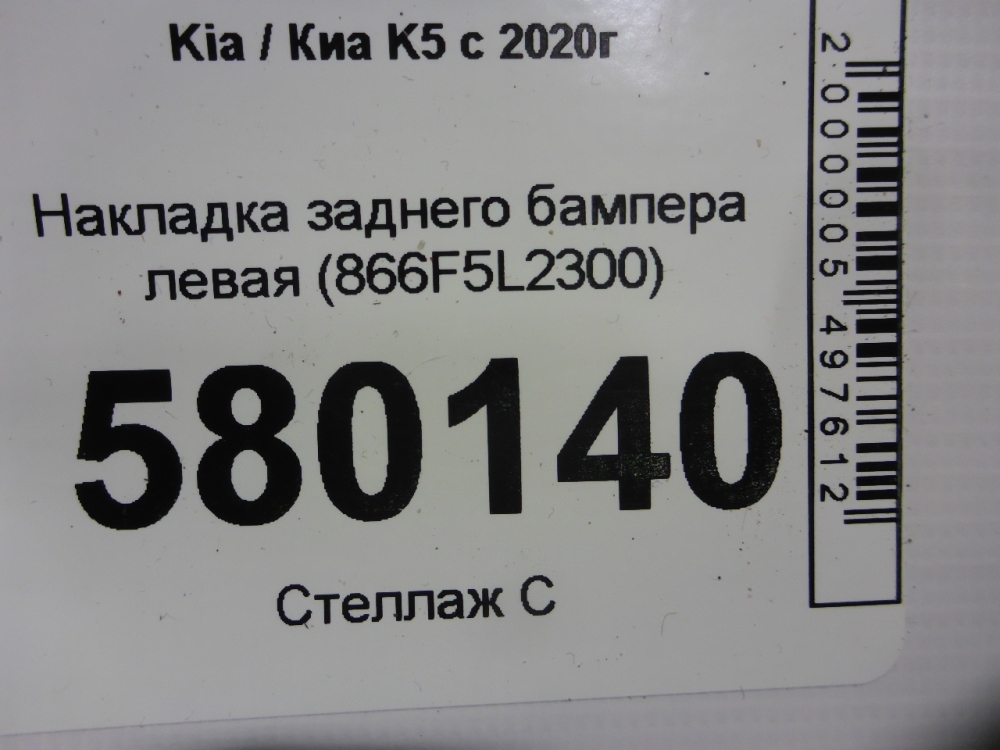 Kia / Киа K5 с 2020г
Накладка заднего бампера
левая (866F5L2300)
580140
Стеллаж С
2000005497612